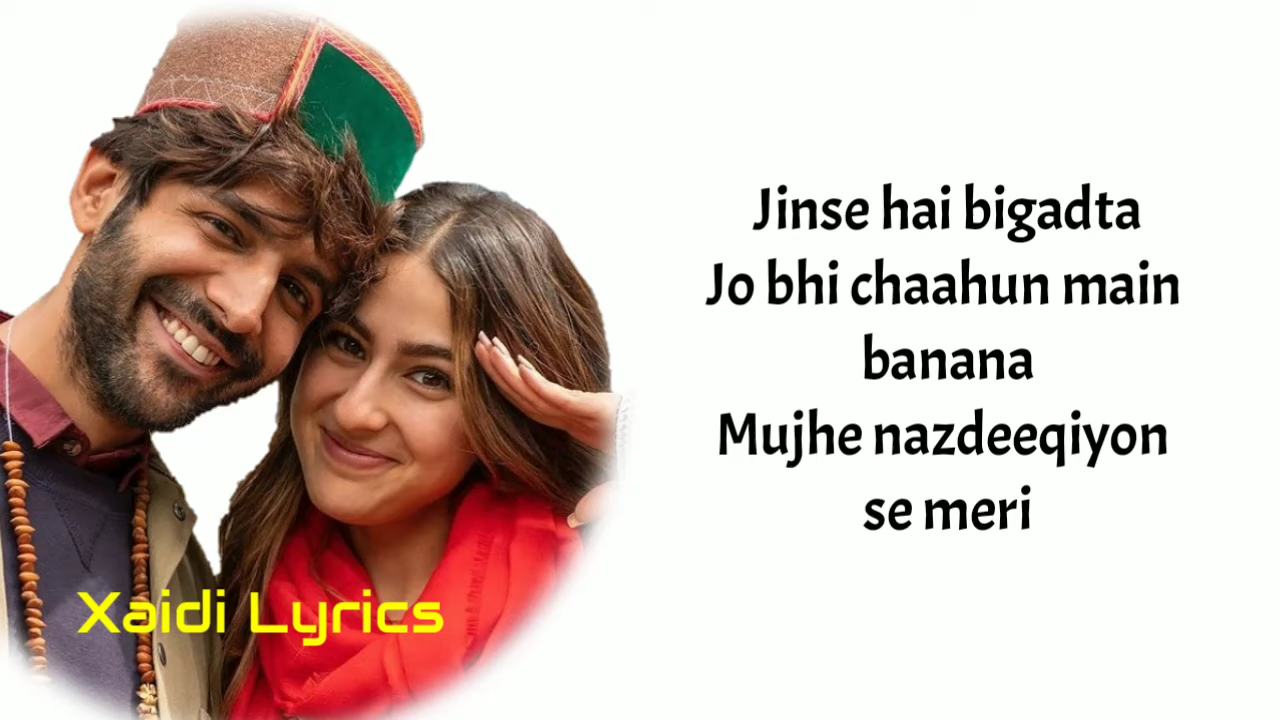 Jinse hai bigadta
Jo bhi chaahun main
banana
Mujhe nazdeeqiyon
se meri
Xaidi Lyrics